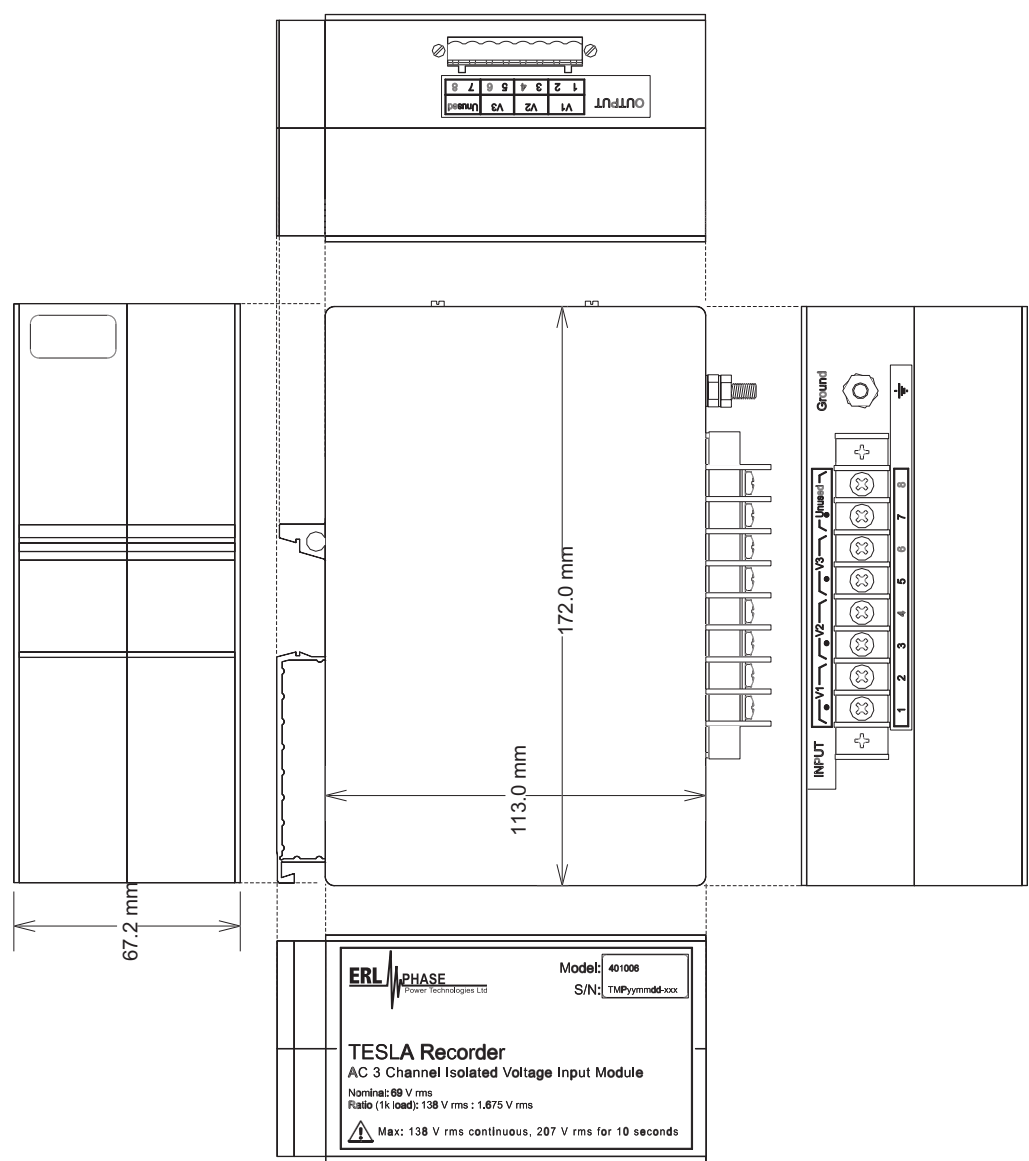 1 2 3 4 5 6 7 8
V1 V2 V3 Unused
OUTPUT
Ground
172.0 mm
113.0 mm
67.2 mm
INPUT
V1 V2 V3 Unused
1 2 3 4 5 6 7 8
ERL PHASE
Power Technologies Ltd
Model: 401006
S/N: TMPyymmdd-xxx
TESLA Recorder
AC 3 Channel Isolated Voltage Input Module
Nominal: 69 V rms
Ratio (1k load): 138 V rms : 1.675 V rms
Max: 138 V rms continuous, 207 V rms for 10 seconds